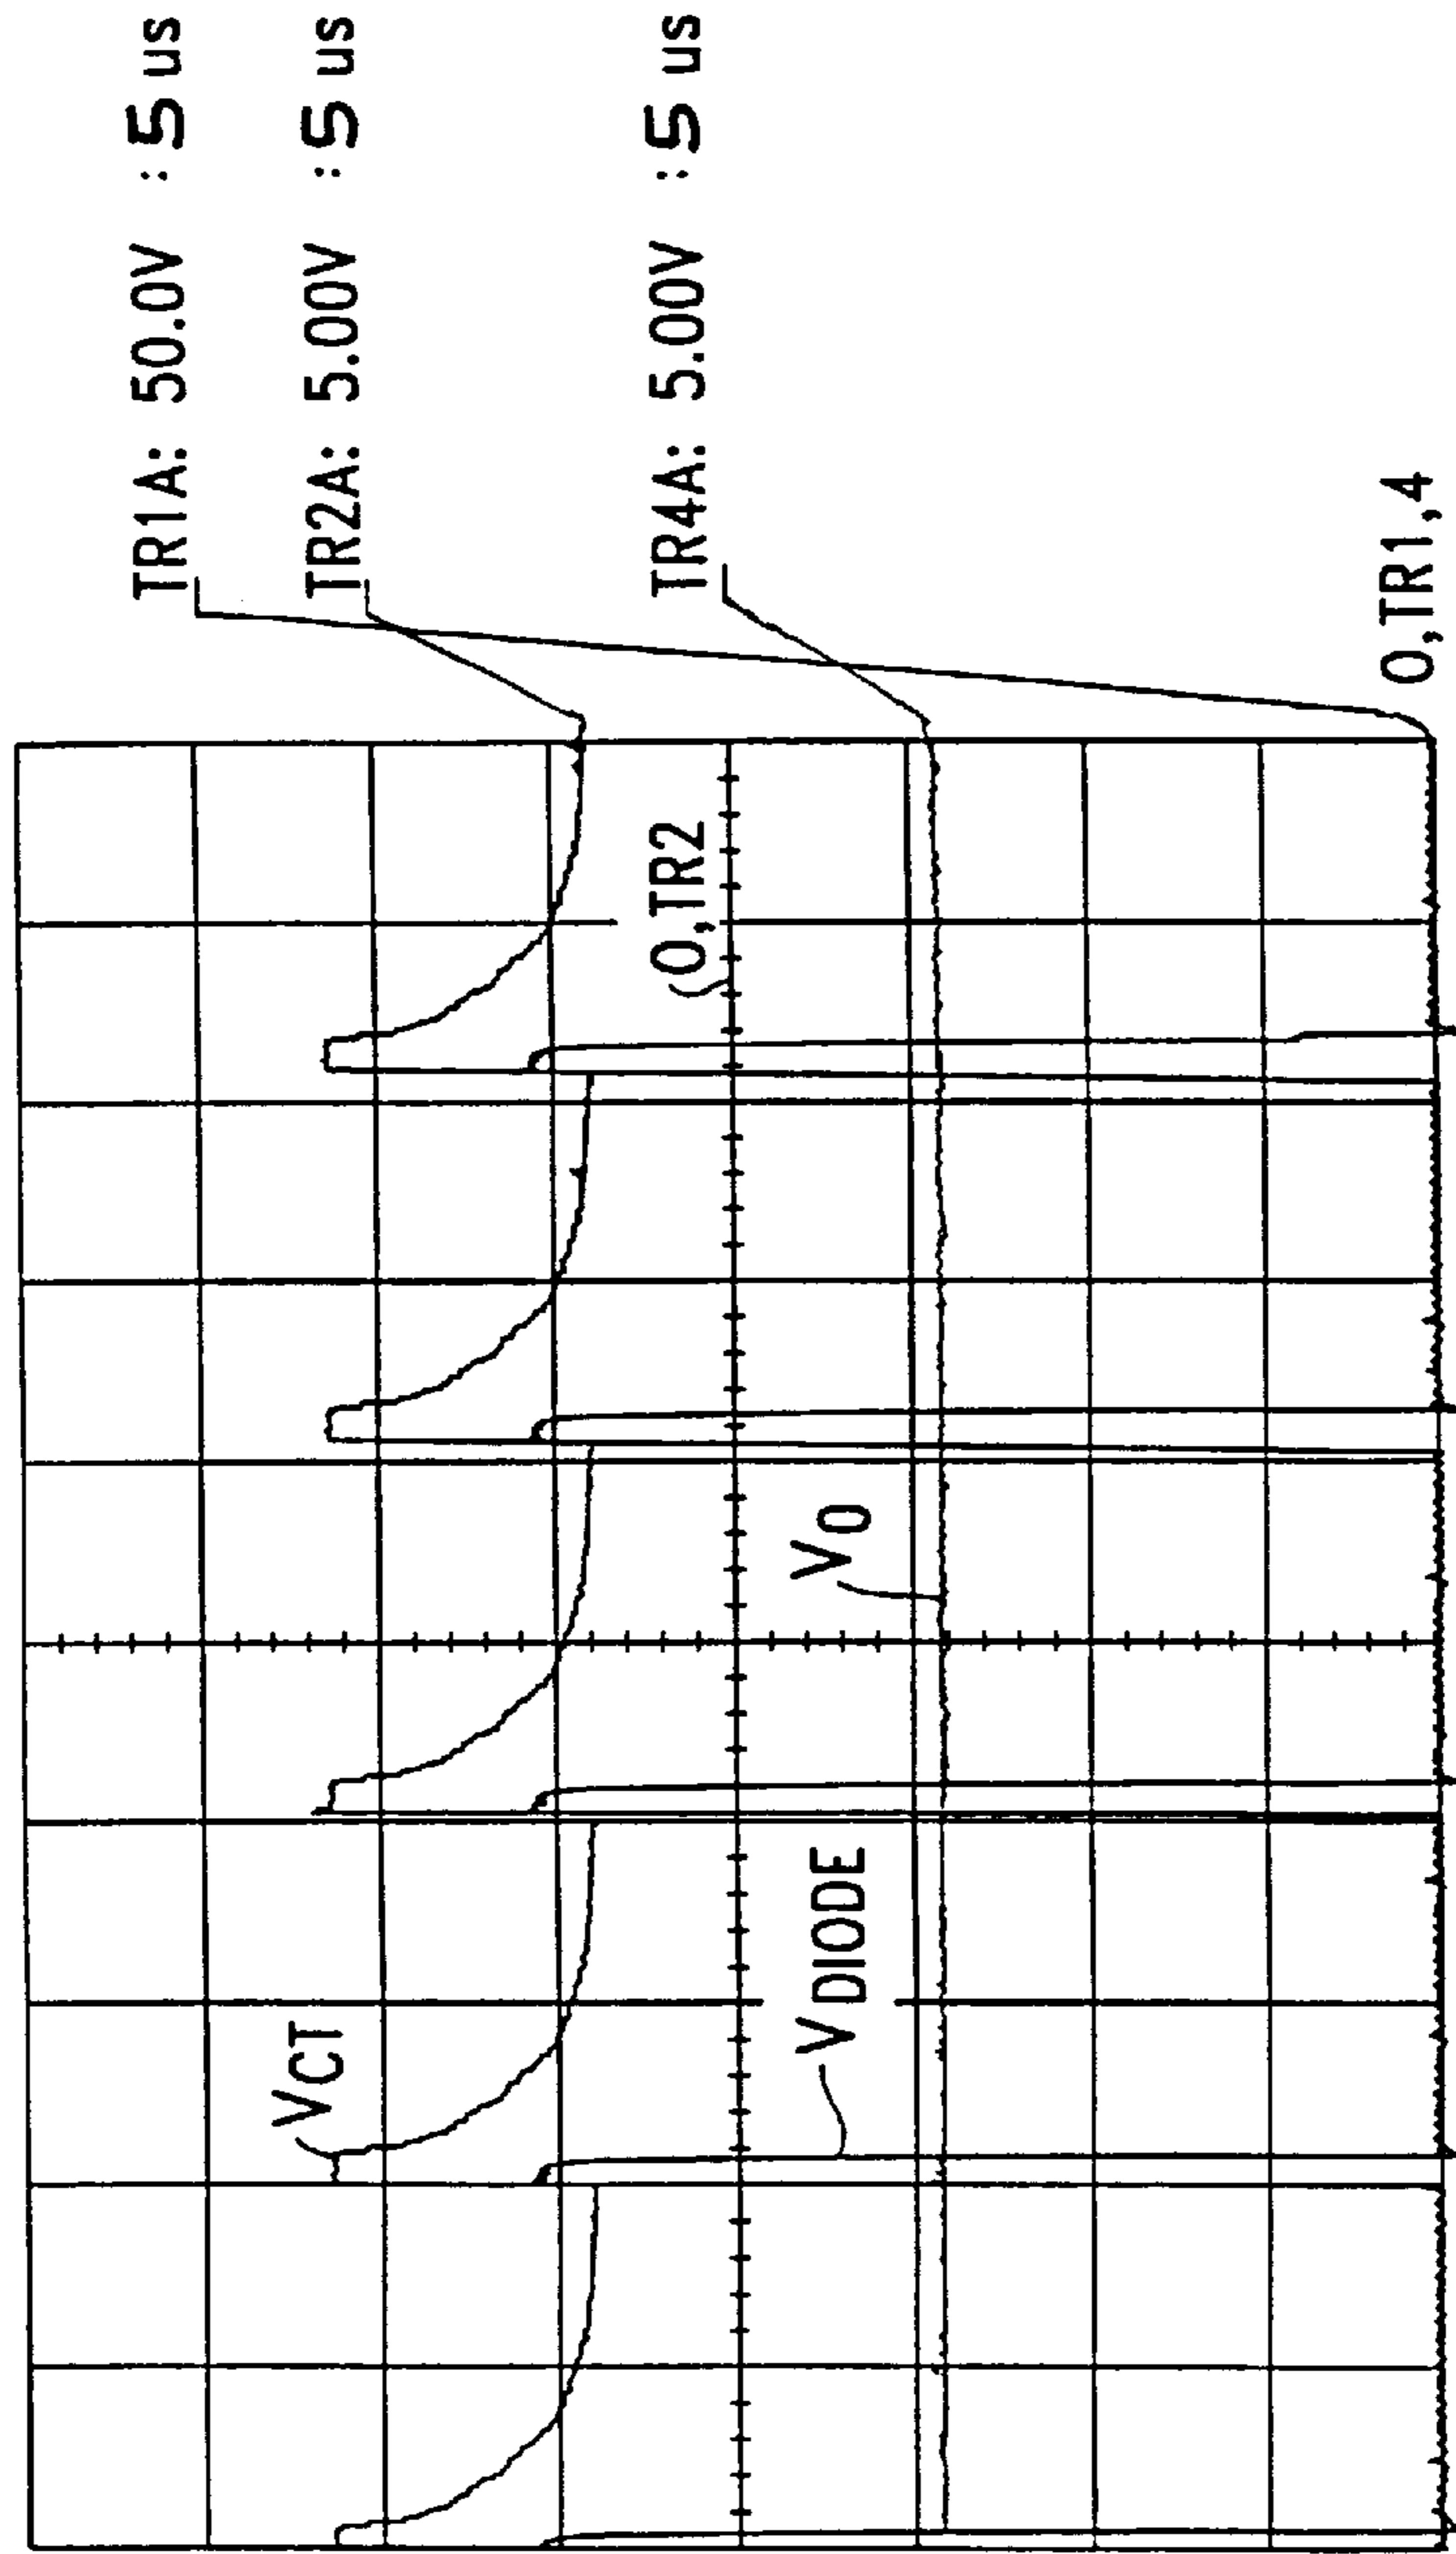 TR1A: 50.0V : 5 us
TR2A: 5.00V : 5 us
TR4A: 5.00V : 5 us
VCT
0,TR2
VO
VDIODE
0,TR1,4